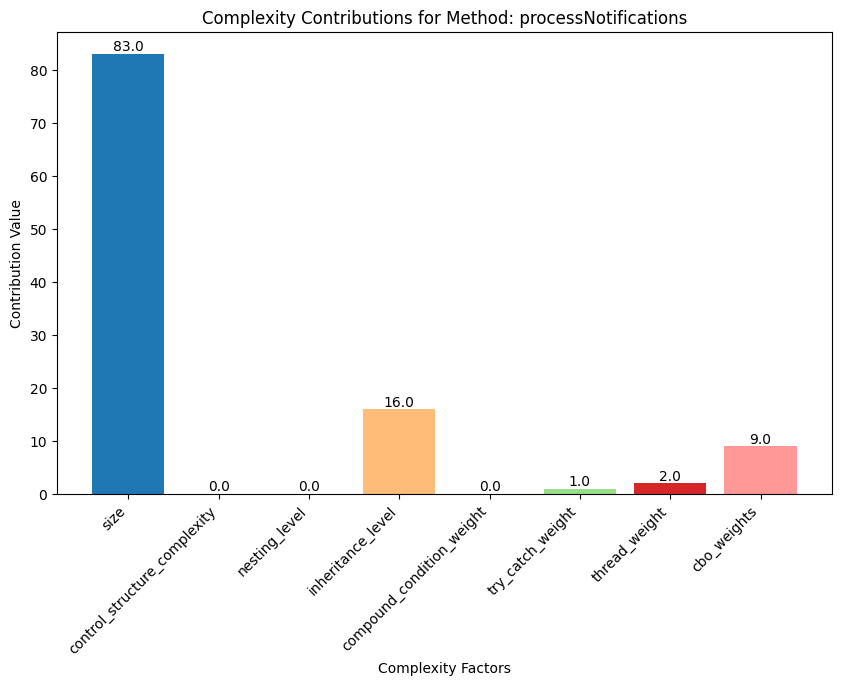 Complexity Contributions for Method: processNotifications
Contribution Value
80
70
60
50
40
30
20
10
0
83.0
0.0
0.0
16.0
0.0
1.0
2.0
9.0
size
control_structure_complexity
nesting_level
inheritance_level
compound_condition_weight
try_catch_weight
thread_weight
cbo_weights
Complexity Factors